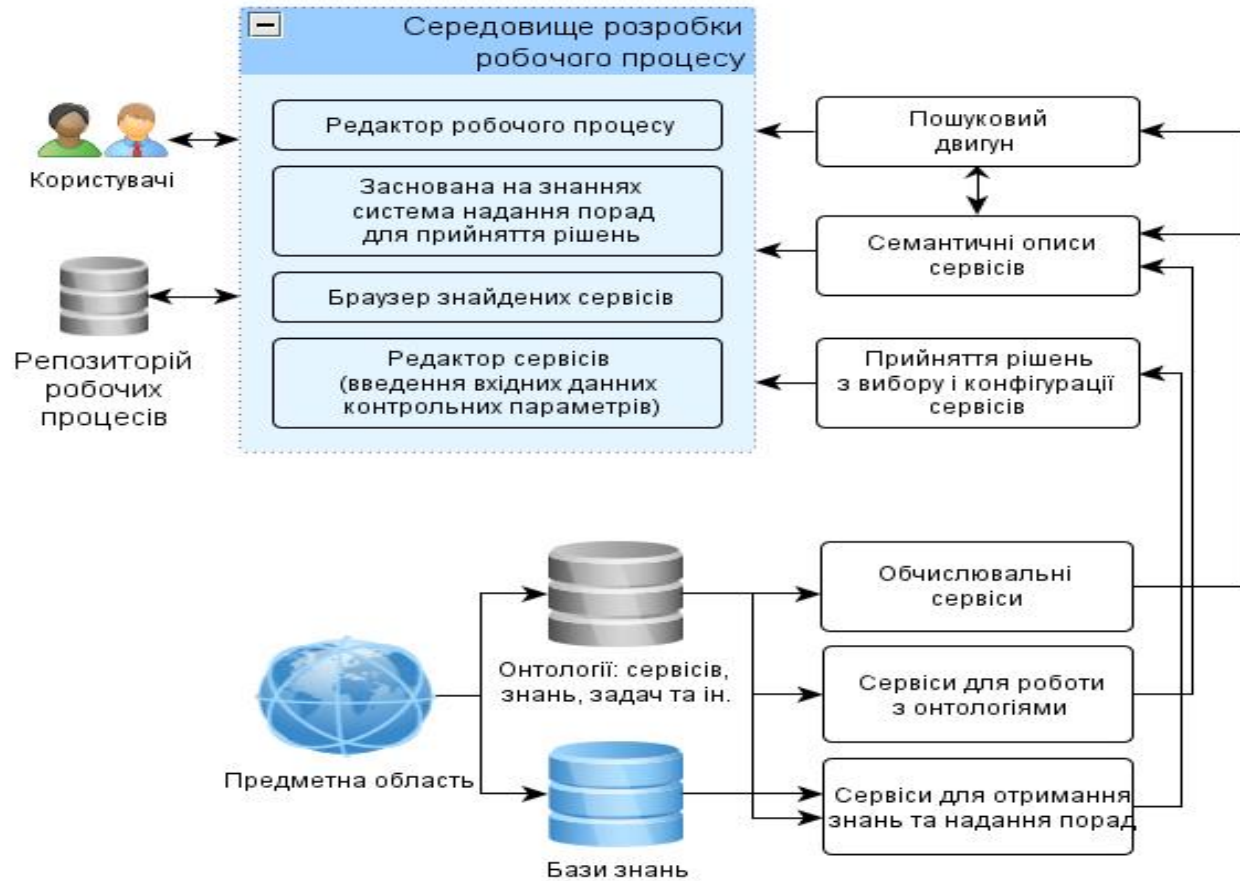 Середовище розробки
робочого процесу
Редактор робочого процесу
Заснована на знаннях
система надання порад
для прийняття рішень
Браузер знайдених сервісів
Редактор сервісів
(введення вхідних данних
контрольних параметрів)
Користувачі
Репозиторій
робочих
процесів
Пошуковий
двигун
Семантичні описи
сервісів
Прийняття рішень
з вибору і конфігурації
сервісів
Предметна область
Онтології: сервісів,
знань, задач та ін.
Бази знань
Обчислювальні
сервіси
Сервіси для роботи
з онтологіями
Сервіси для отримання
знань та надання порад